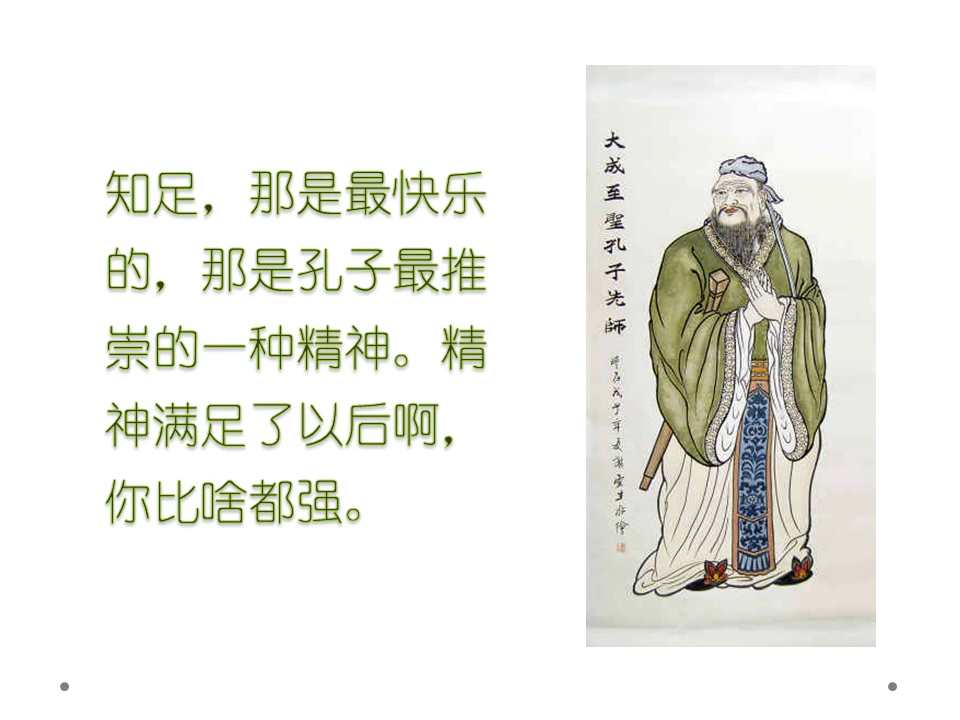 知足，那是最快乐
的，那是孔子最推
崇的一种精神。精
神满足了以后啊，
你比啥都强。
大成至聖孔子先師